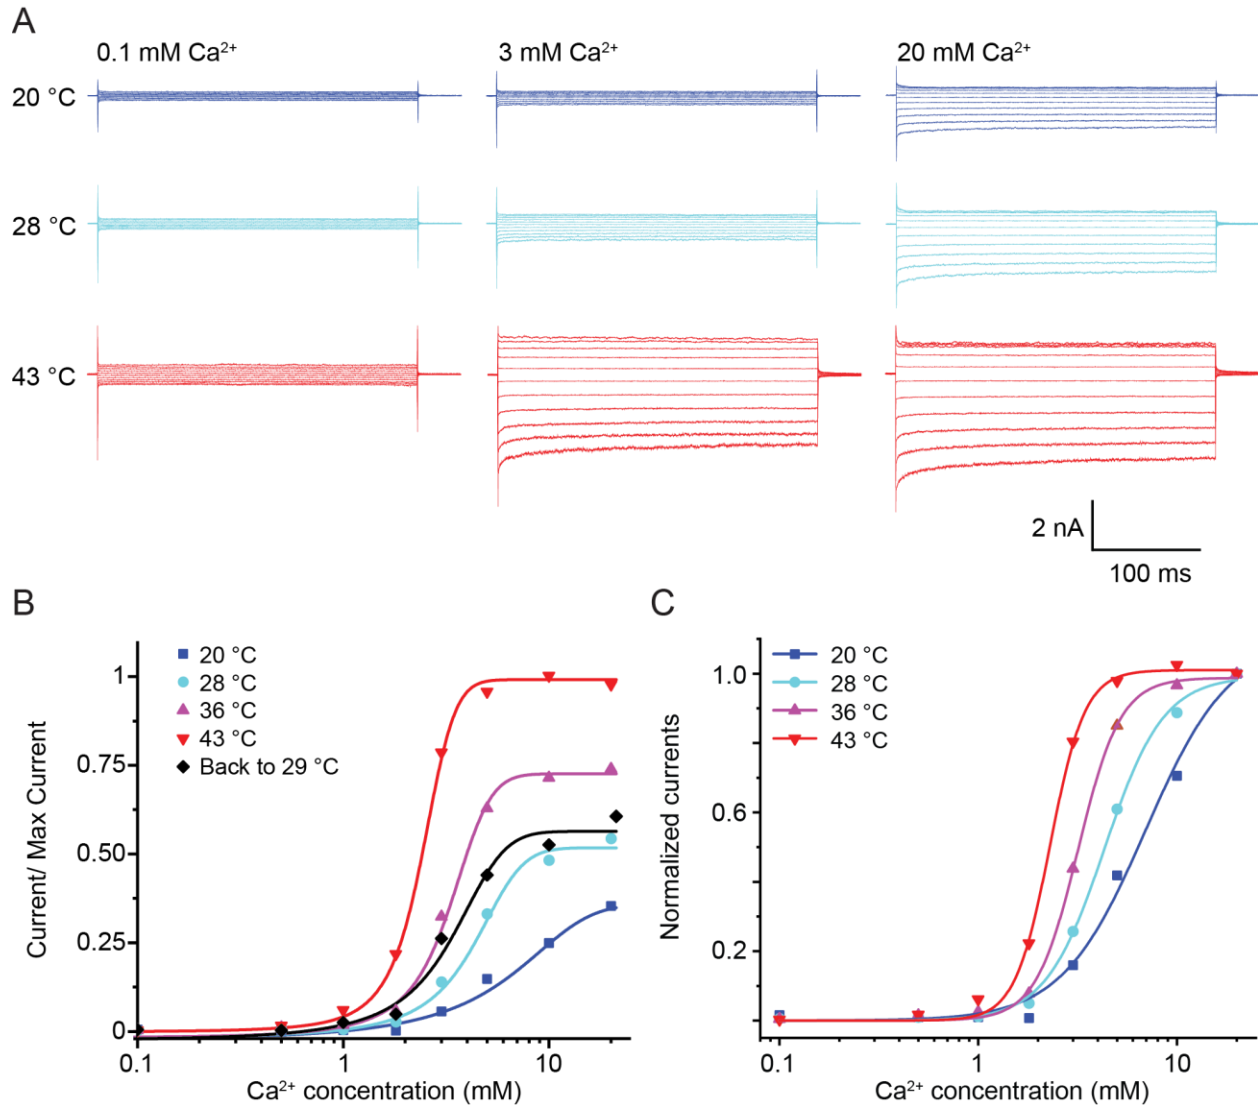 A
0.1 mM Ca²⁺
3 mM Ca²⁺
20 mM Ca²⁺
20 °C
28 °C
43 °C
2 nA
100 ms
B
20 °C
28 °C
36 °C
43 °C
Back to 29 °C
1
0.75
0.50
0.25
0
Current/ Max Current
0.1
1
10
Ca²⁺ concentration (mM)
C
20 °C
28 °C
36 °C
43 °C
1.0
0.6
0.2
Normalized currents
0.1
1
10
Ca²⁺ concentration (mM)